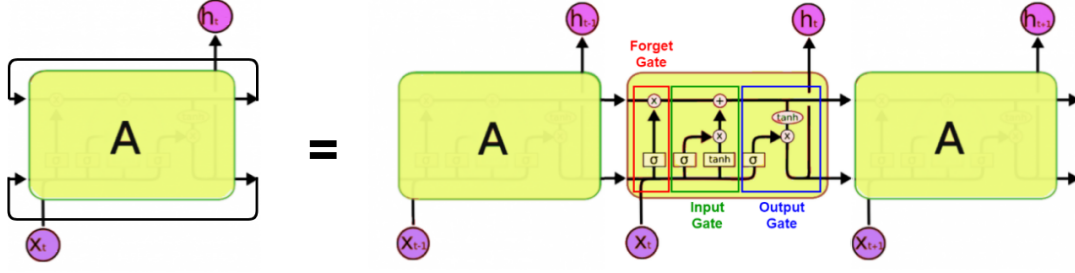 hₜ
hₜ₋₁
hₜ
hₜ₊₁
Forget
Gate
A
=
A
x
+
tanh
x
x
σ
σ
tanh
σ
A
Input
Gate
Output
Gate
xₜ
xₜ₋₁
xₜ
xₜ₊₁